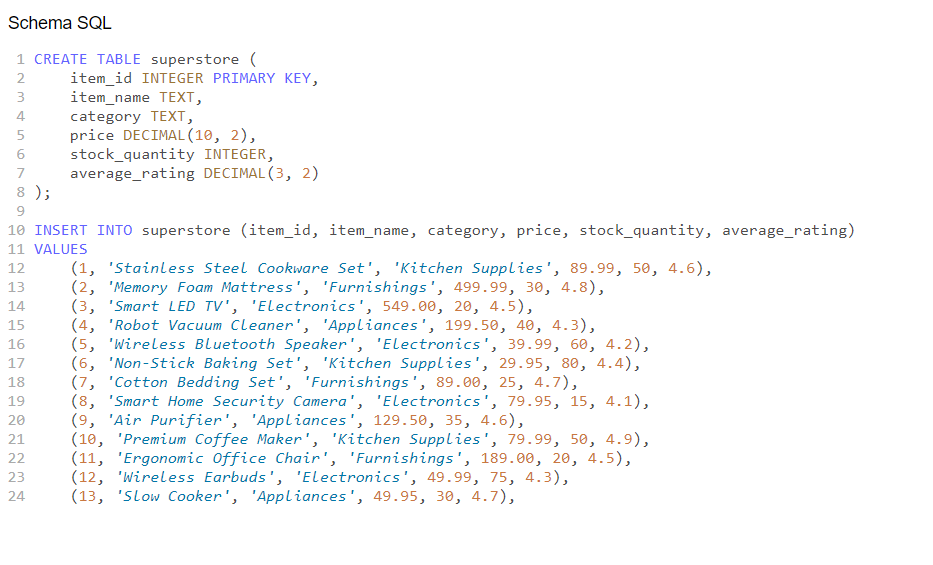 Schema SQL
1 CREATE TABLE superstore (
2     item_id INTEGER PRIMARY KEY,
3     item_name TEXT,
4     category TEXT,
5     price DECIMAL(10, 2),
6     stock_quantity INTEGER,
7     average_rating DECIMAL(3, 2)
8 );
9
10 INSERT INTO superstore (item_id, item_name, category, price, stock_quantity, average_rating)
11 VALUES
12     (1, 'Stainless Steel Cookware Set', 'Kitchen Supplies', 89.99, 50, 4.6),
13     (2, 'Memory Foam Mattress', 'Furnishings', 499.99, 30, 4.8),
14     (3, 'Smart LED TV', 'Electronics', 549.00, 20, 4.5),
15     (4, 'Robot Vacuum Cleaner', 'Appliances', 199.50, 40, 4.3),
16     (5, 'Wireless Bluetooth Speaker', 'Electronics', 39.99, 60, 4.2),
17     (6, 'Non-Stick Baking Set', 'Kitchen Supplies', 29.95, 80, 4.4),
18     (7, 'Cotton Bedding Set', 'Furnishings', 89.00, 25, 4.7),
19     (8, 'Smart Home Security Camera', 'Electronics', 79.95, 15, 4.1),
20     (9, 'Air Purifier', 'Appliances', 129.50, 35, 4.6),
21     (10, 'Premium Coffee Maker', 'Kitchen Supplies', 79.99, 50, 4.9),
22     (11, 'Ergonomic Office Chair', 'Furnishings', 189.00, 20, 4.5),
23     (12, 'Wireless Earbuds', 'Electronics', 49.99, 75, 4.3),
24     (13, 'Slow Cooker', 'Appliances', 49.95, 30, 4.7),